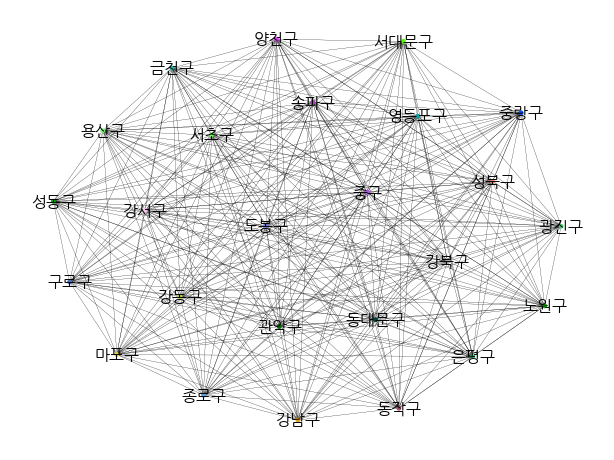 양천구
서대문구
금천구
송파구
영등포구
중랑구
용산구
서초구
성북구
중구
성동구
강서구
도봉구
광진구
강북구
구로구
강동구
노원구
관악구
동대문구
마포구
은평구
종로구
동작구
강남구